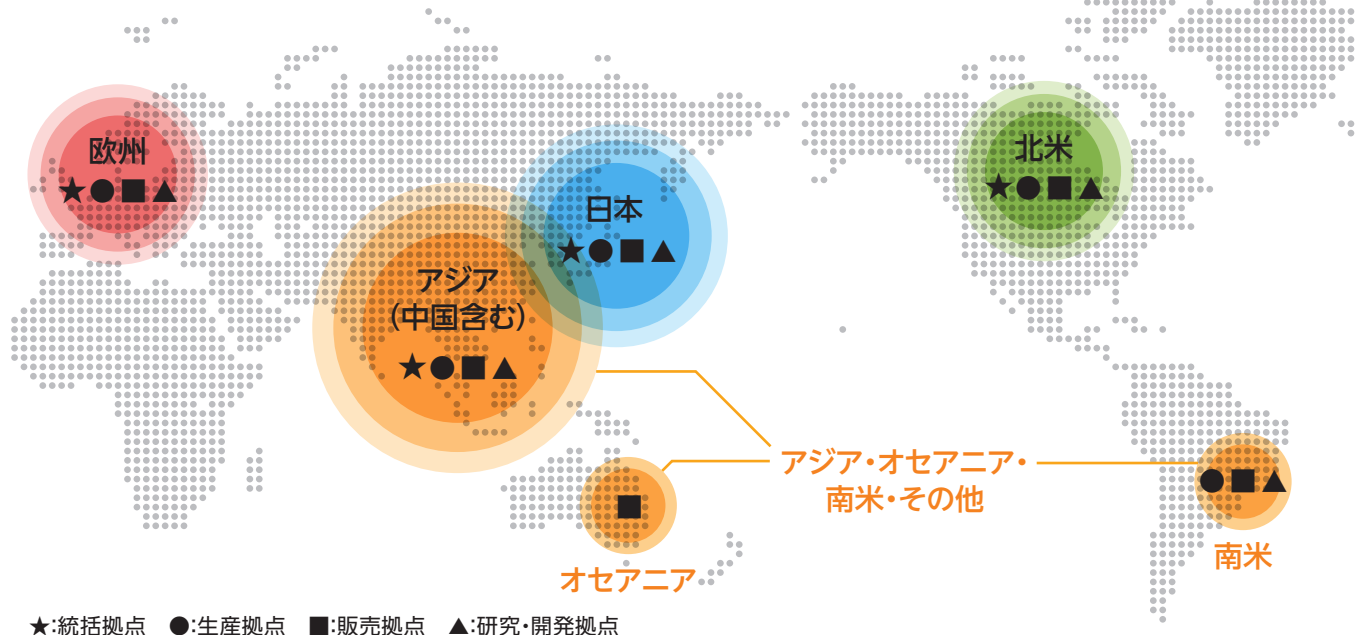 欧州
★●■▲
日本
★●■▲
アジア
(中国含む)
★●■▲
北米
★●■▲
アジア・オセアニア・
南米・その他
■
オセアニア
●■▲
南米
★:統括拠点 ●:生産拠点 ■:販売拠点 ▲:研究・開発拠点